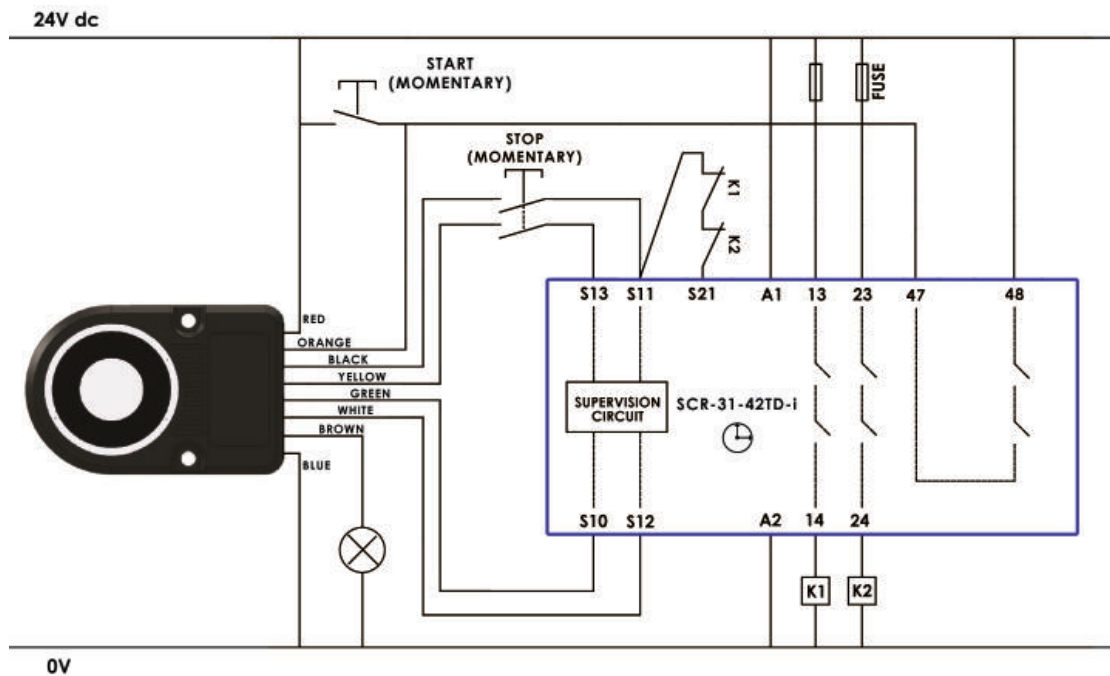 24V dc
START
(MOMENTARY)
FUSE
STOP
(MOMENTARY)
K1
K2
S13 S11 S21 A1 13 23 47 48
RED
ORANGE
BLACK
YELLOW
GREEN
WHITE
BROWN
BLUE
SUPERVISION
CIRCUIT
SCR-31-42TD-i
S10 S12 A2 14 24
K1 K2
0V